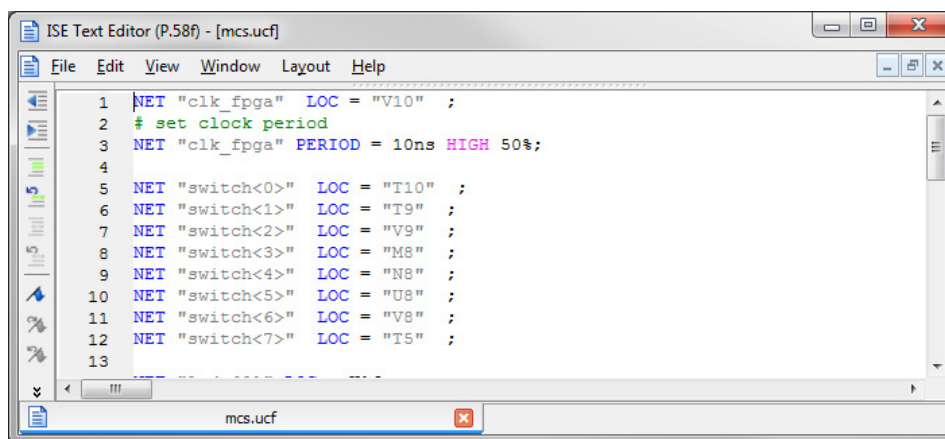 ISE Text Editor (P.58f) - [mcs.ucf]
File Edit View Window Layout Help
1 NET "clk_fpga"  LOC = "V10"  ;
2 # set clock period
3 NET "clk_fpga" PERIOD = 10ns HIGH 50%;
4
5 NET "switch<0>"  LOC = "T10"  ;
6 NET "switch<1>"  LOC = "T9"  ;
7 NET "switch<2>"  LOC = "V9"  ;
8 NET "switch<3>"  LOC = "M8"  ;
9 NET "switch<4>"  LOC = "N8"  ;
10 NET "switch<5>"  LOC = "U8"  ;
11 NET "switch<6>"  LOC = "V8"  ;
12 NET "switch<7>"  LOC = "T5"  ;
13
mcs.ucf